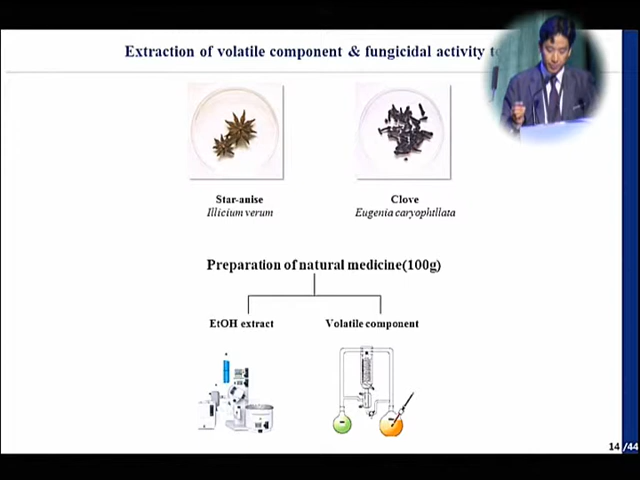 Extraction of volatile component & fungicidal activity
Star-anise
Clove
Illicium verum
Eugenia caryophtllata
Preparation of natural medicine(100g)
EtOH extract
Volatile component
14 /44